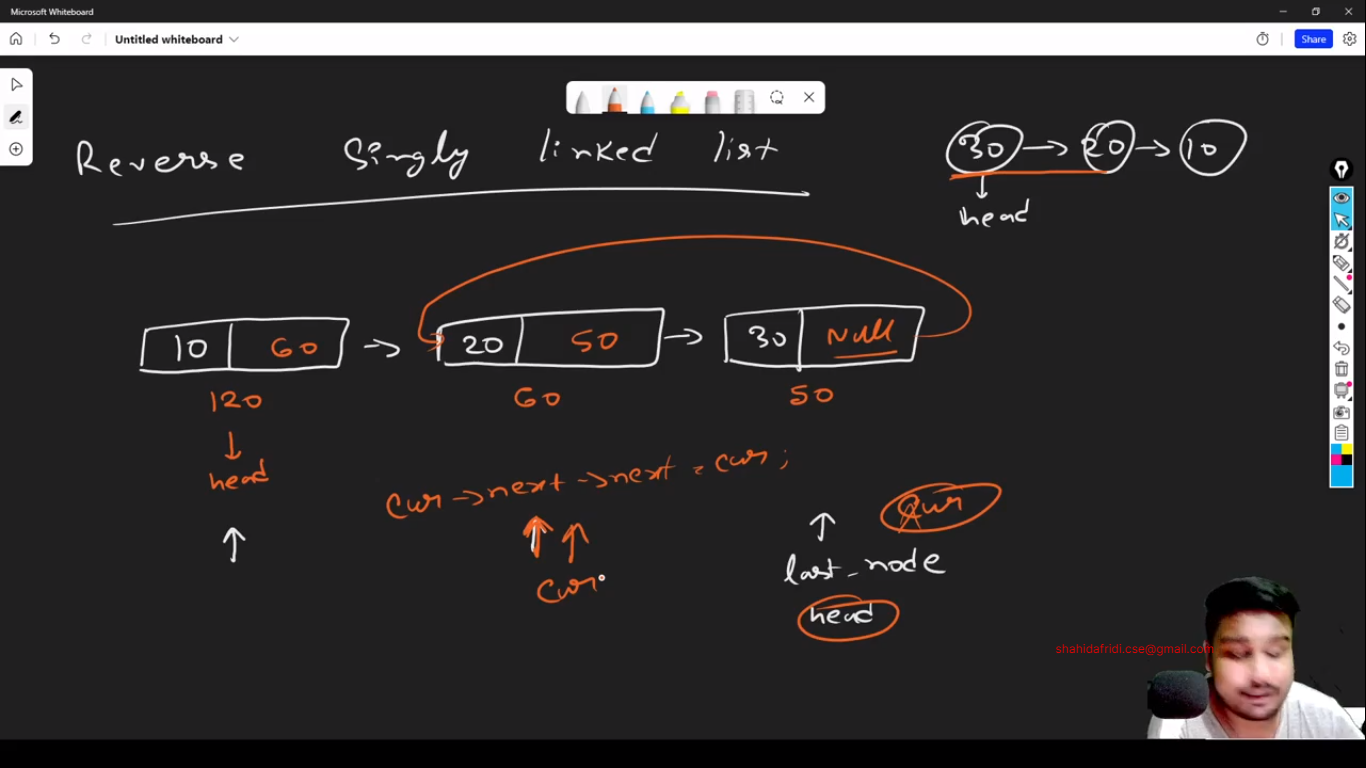 Microsoft Whiteboard
Untitled whiteboard
Share
Reverse Singly linked list
30 → 20 → 10
head
10 60 → 20 50 → 30 Null
120 60 50
head
cur → next → next = cur ;
cur
last_node
cur
head
shahidafridi.cse@gmail.com